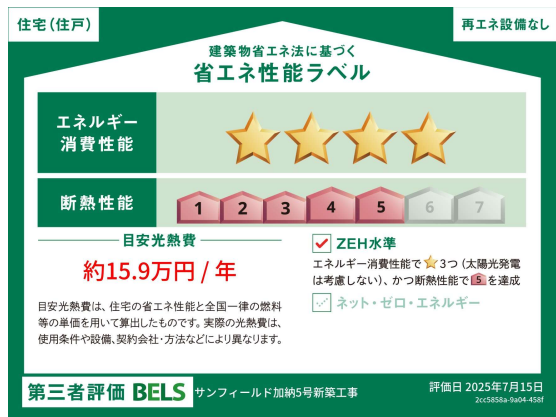 住宅（住戸）
再エネ設備なし
建築物省エネ法に基づく
省エネ性能ラベル
エネルギー
消費性能
断熱性能
1 2 3 4 5 6 7
目安光熱費
約15.9万円 / 年
目安光熱費は、住宅の省エネ性能と全国一律の燃料
等の単価を用いて算出したものです。実際の光熱費は、
使用条件や設備、契約会社・方法などにより異なります。
ZEH水準
エネルギー消費性能で3つ（太陽光発電
は考慮しない）、かつ断熱性能で5を達成
ネット・ゼロ・エネルギー
第三者評価 BELS サンフィールド加納5号新築工事
評価日 2025年7月15日
2cc5858a-9a04-458f